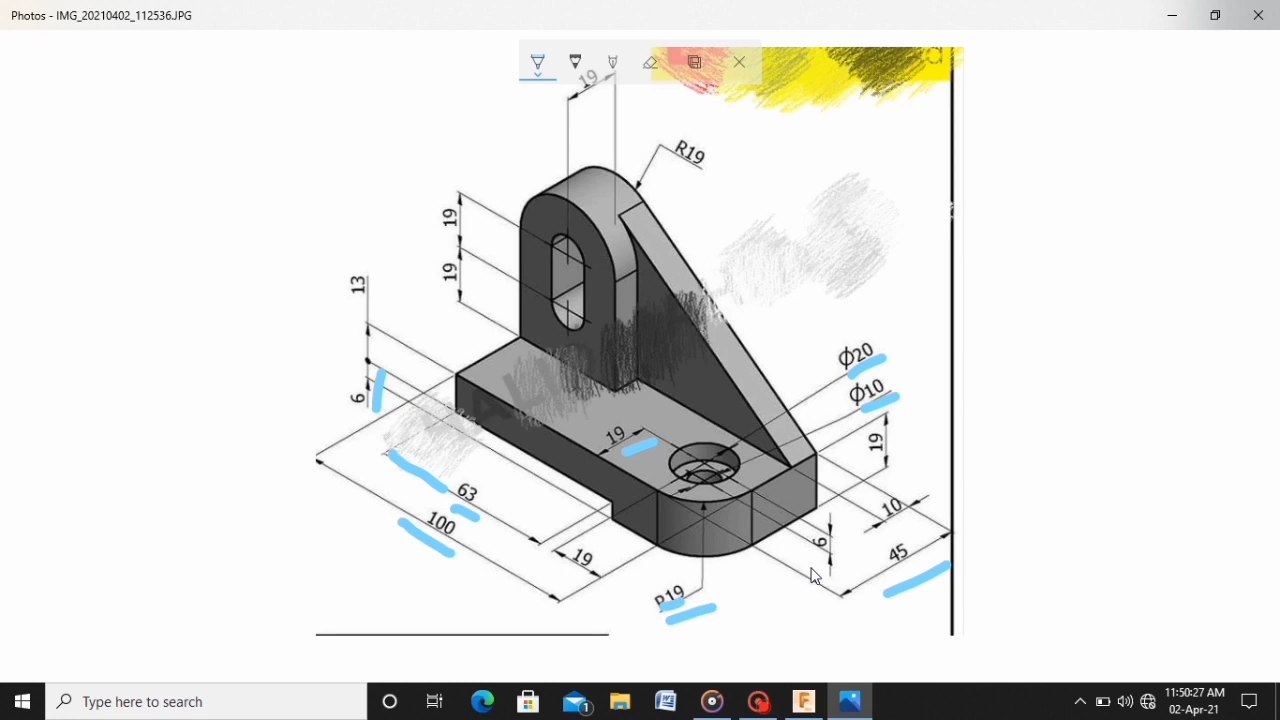 Photos - IMG_20210402_112536.JPG
19
R19
19
19
13
6
Φ20
Φ10
19
19
63
100
19
10
6
45
R19
Type here to search
1
11:50:27 AM
02-Apr-21